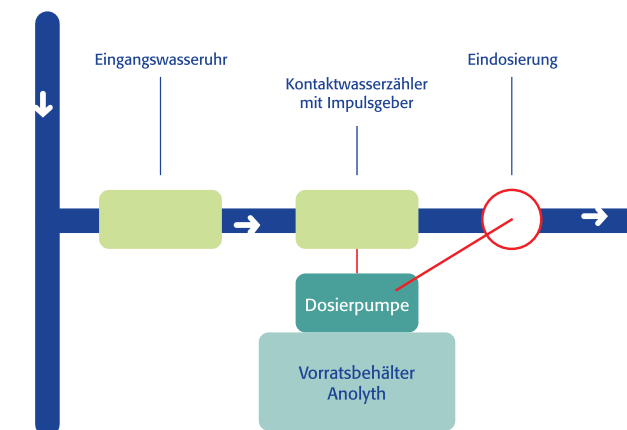 Eingangswasseruhr
Kontaktwasserzähler
mit Impulsgeber
Eindosierung
Dosierpumpe
Vorratsbehälter
Anolyth